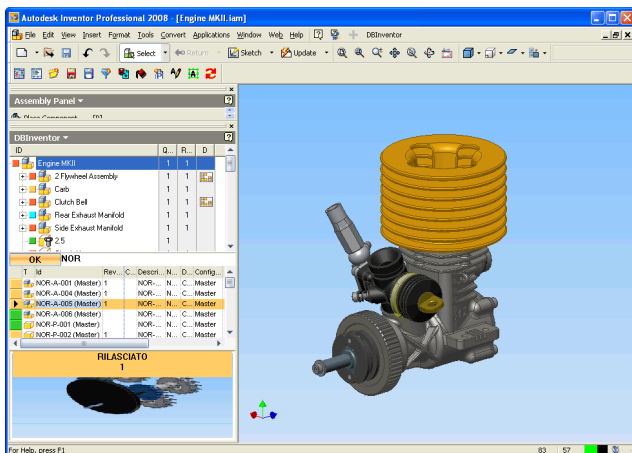 Autodesk Inventor Professional 2008 - [Engine MKII.iam]
File Edit View Insert Format Tools Convert Applications Window Web Help DBInventor
Select Return Sketch Update
Assembly Panel
DBInventor
ID Q... R... D
Engine MKII 1 1
2 Flywheel Assembly 1 1
Carb 1 1
Clutch Bell 1 1
Rear Exhaust Manifold 1 1
Side Exhaust Manifold 1 1
2.5 1
OK NOR
T Id Rev... C... Descri... N... D... Config...
NOR-A-001 (Master) 1 NOR-... N... C... Master
NOR-A-004 (Master) 1 NOR-... N... C... Master
NOR-A-005 (Master) 1 NOR-... N... C... Master
NOR-A-006 (Master) NOR-... N... C... Master
NOR-P-001 (Master) NOR-... N... C... Master
NOR-P-002 (Master) 1 NOR-... N... C... Master
RILASCIATO
1
For Help, press F1 83 57